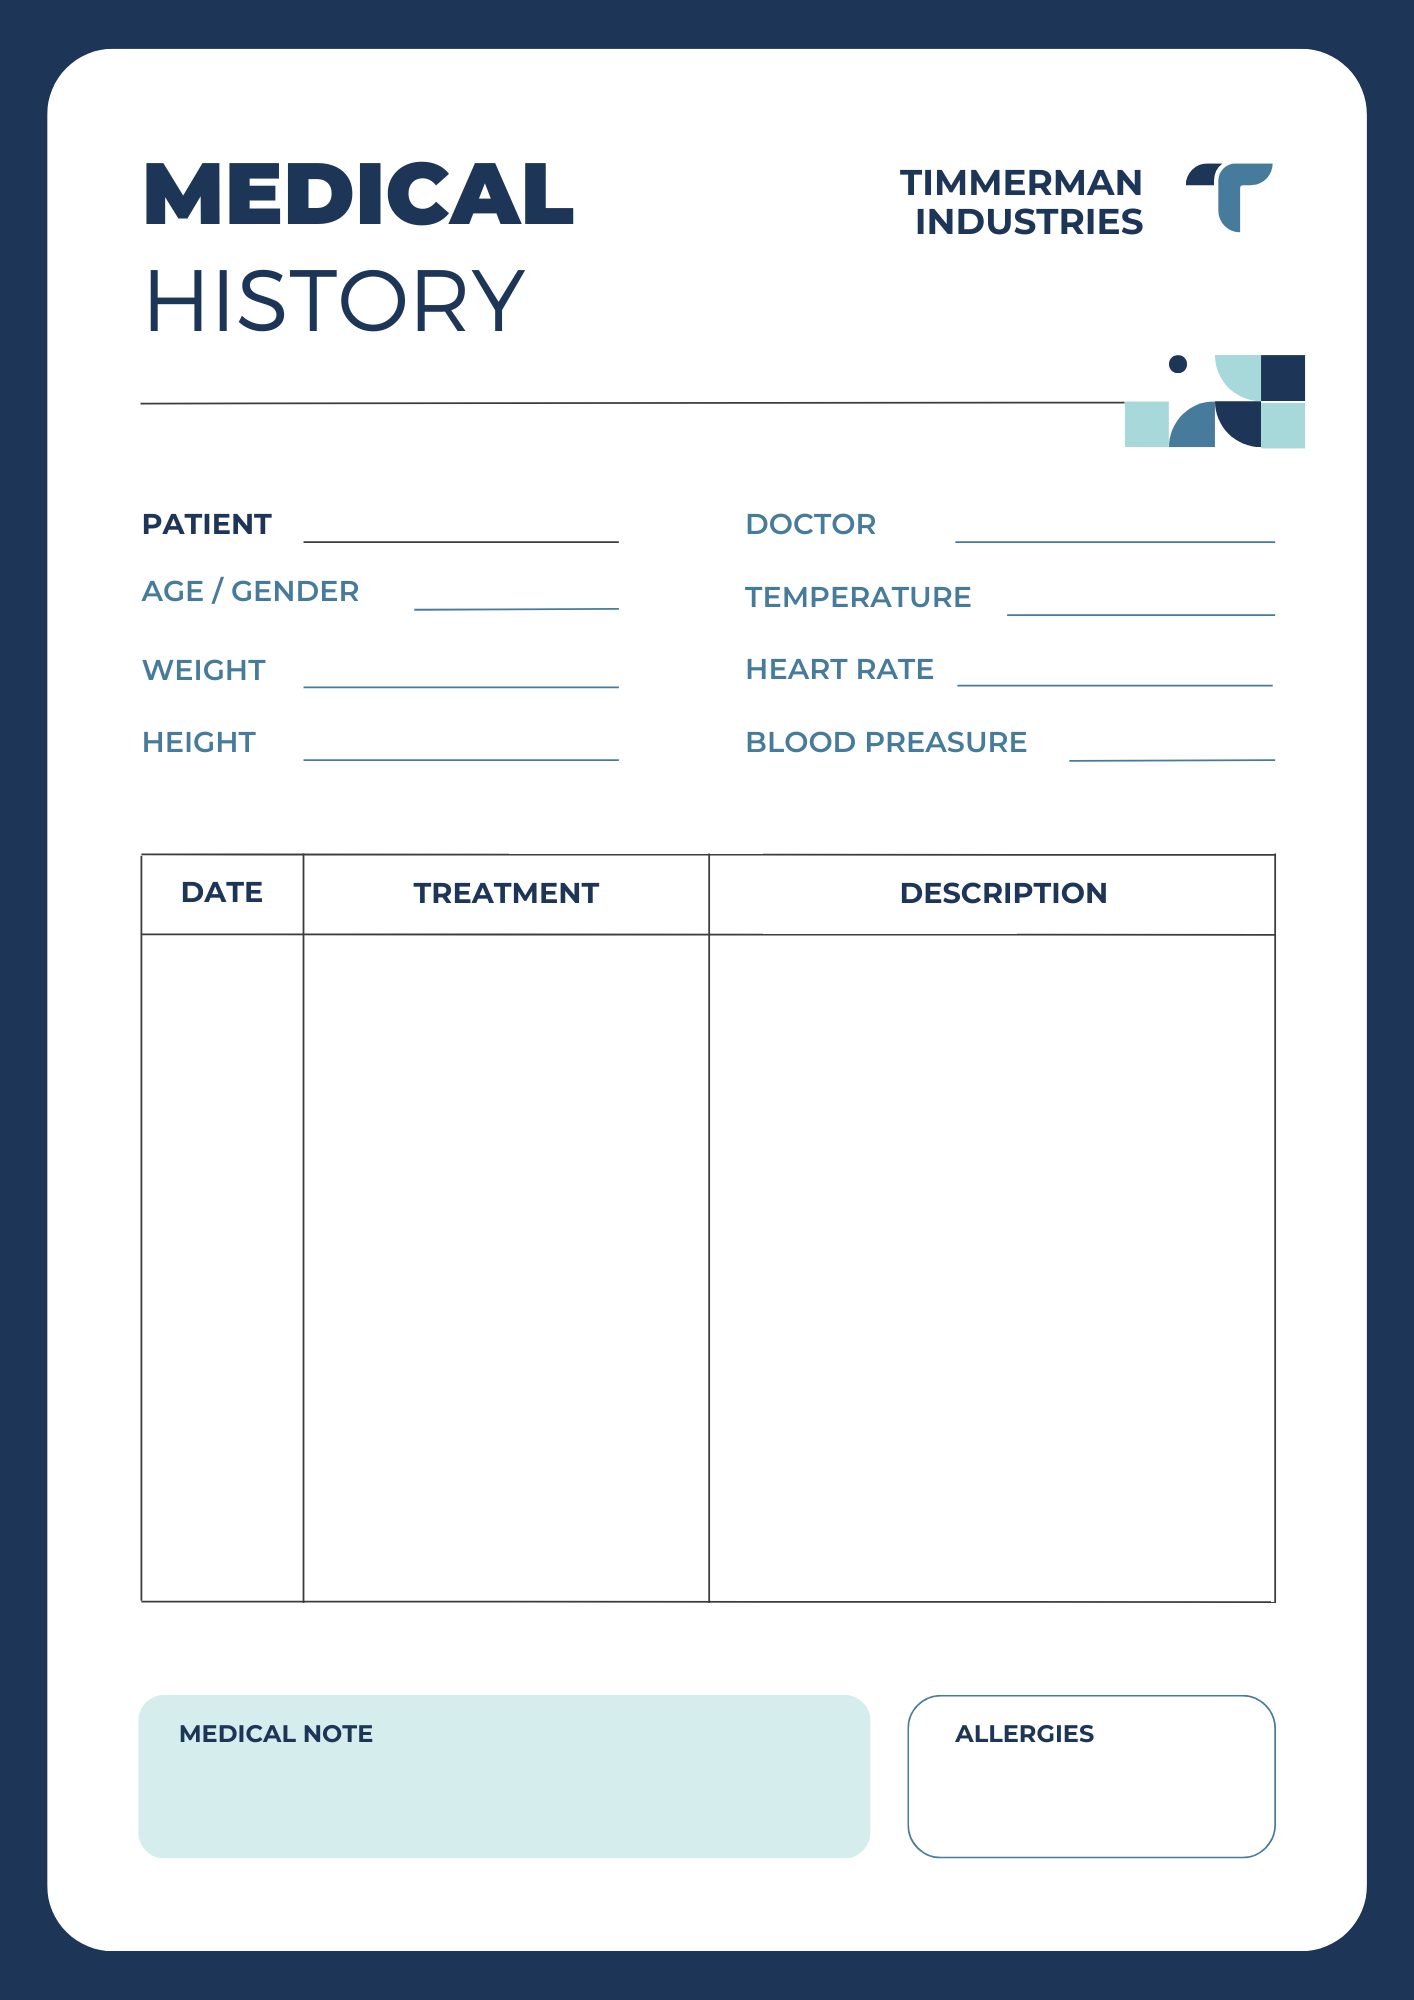 MEDICAL
HISTORY
TIMMERMAN
INDUSTRIES
PATIENT
DOCTOR
AGE / GENDER
TEMPERATURE
WEIGHT
HEART RATE
HEIGHT
BLOOD PREASURE
DATE
TREATMENT
DESCRIPTION
MEDICAL NOTE
ALLERGIES